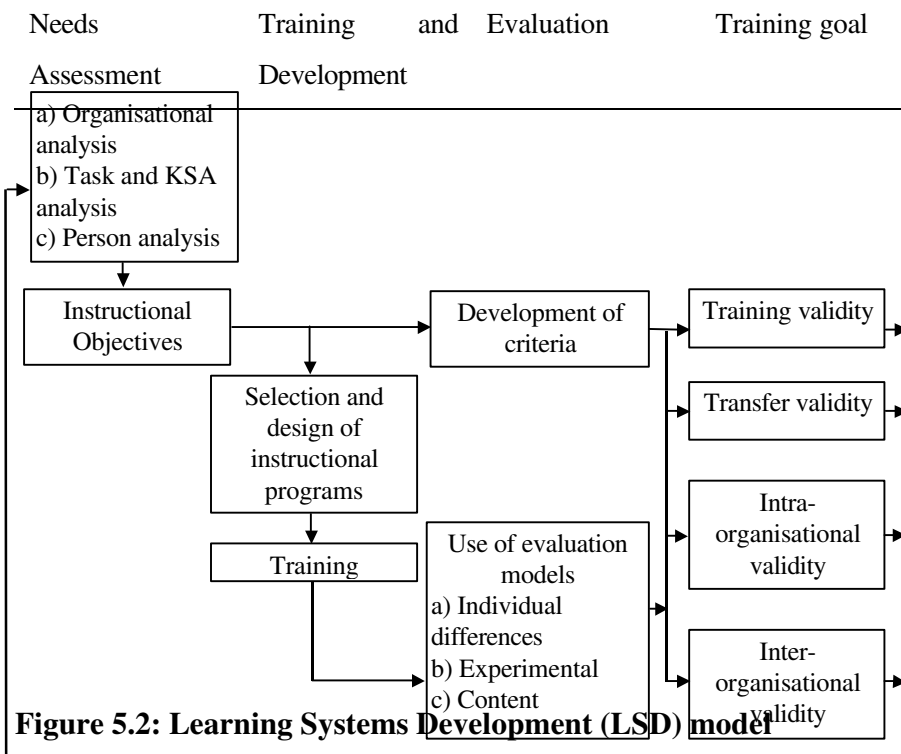 Needs Training and Evaluation Training goal
Assessment Development
a) Organisational
analysis
b) Task and KSA
analysis
c) Person analysis
Instructional
Objectives
Development of
criteria
Training validity
Selection and
design of
instructional
programs
Transfer validity
Training
Use of evaluation
models
a) Individual
differences
b) Experimental
c) Content
Intra-
organisational
validity
Inter-
organisational
validity
Figure 5.2: Learning Systems Development (LSD) model